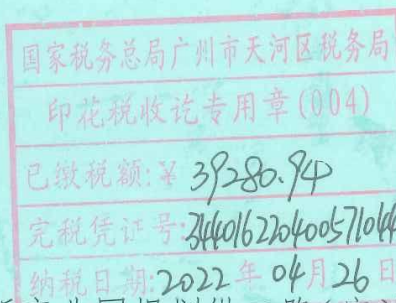 国家税务总局广州市天河区税务局
印花税收讫专用章(004)
已缴税额:¥ 39280.94
完税凭证号:344016220400571044
纳税日期:2022年04月26日